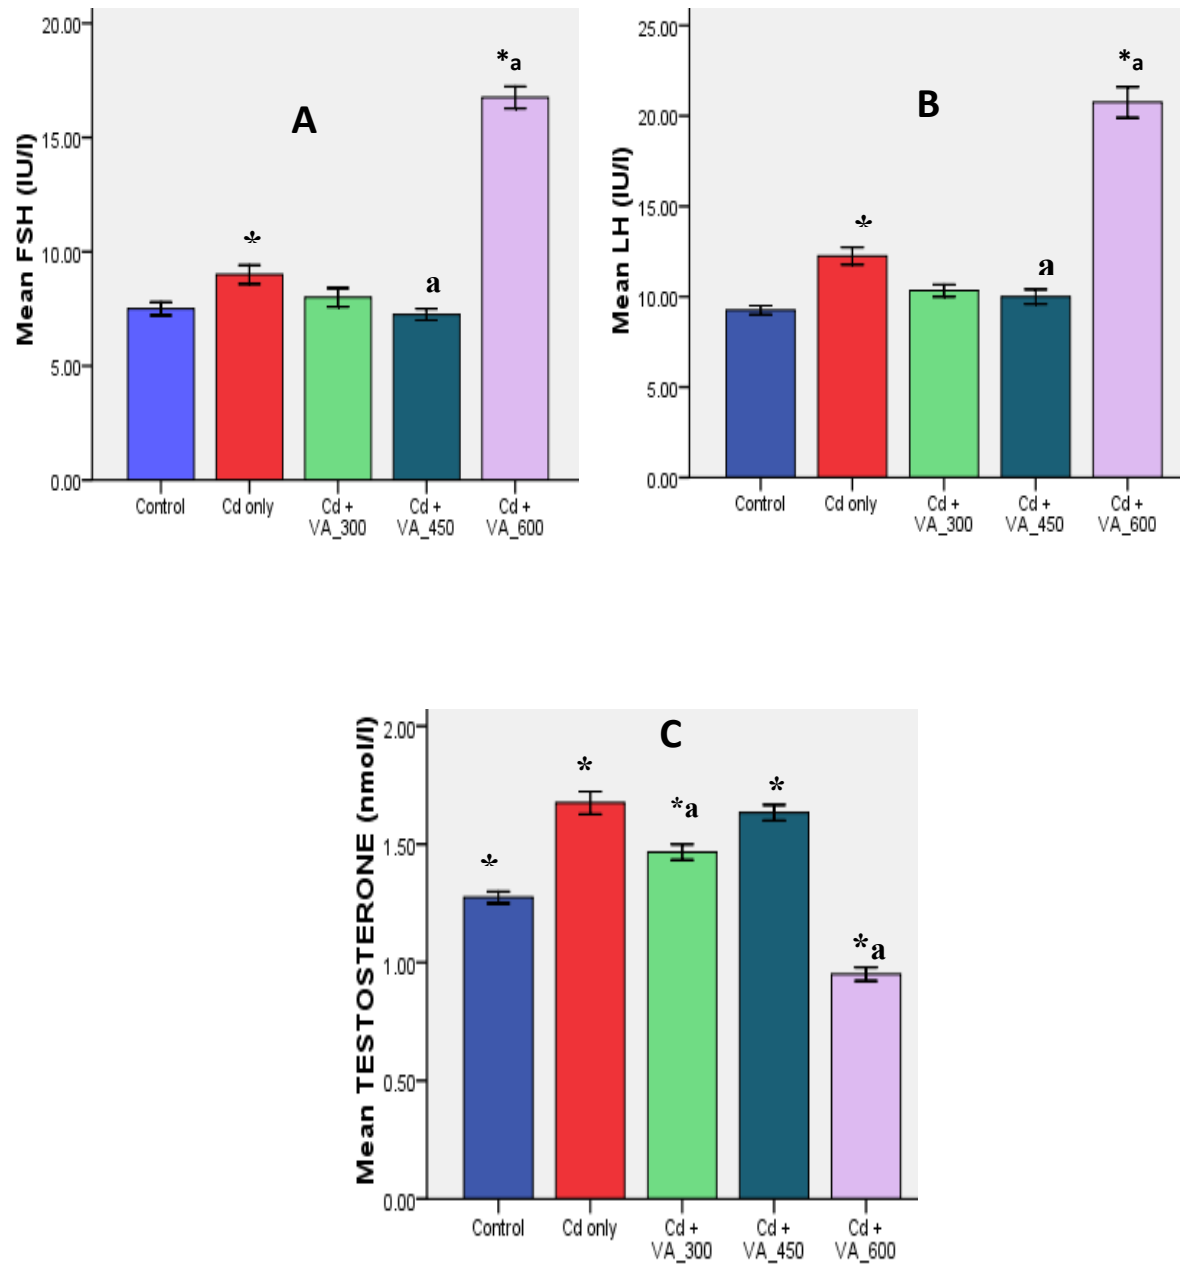 A
Mean FSH (IU/l)
20.00
15.00
10.00
5.00
0.00
*
a
*a
Control
Cd only
Cd +
VA_300
Cd +
VA_450
Cd +
VA_600
B
Mean LH (IU/l)
25.00
20.00
15.00
10.00
5.00
0.00
*
a
*a
Control
Cd only
Cd +
VA_300
Cd +
VA_450
Cd +
VA_600
C
Mean TESTOSTERONE (nmol/l)
2.00
1.50
1.00
0.50
0.00
*
*
*a
*
*a
Control
Cd only
Cd +
VA_300
Cd +
VA_450
Cd +
VA_600